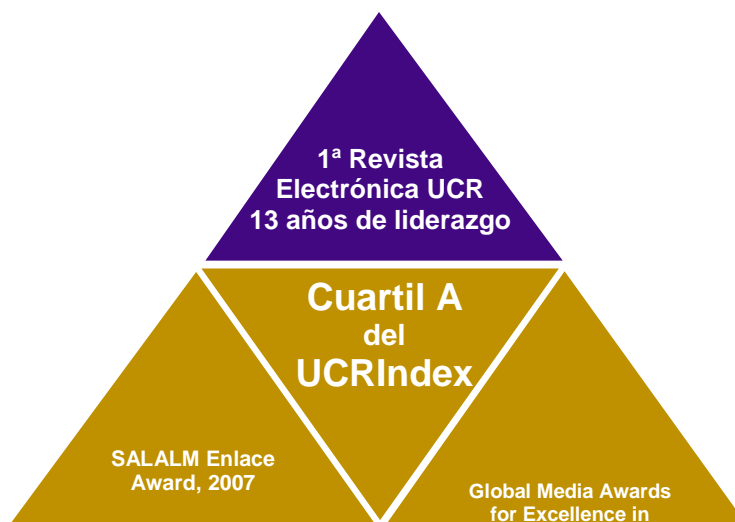 1ª Revista
Electrónica UCR
13 años de liderazgo
Cuartil A
del
UCRIndex
SALALM Enlace
Award, 2007
Global Media Awards
for Excellence in